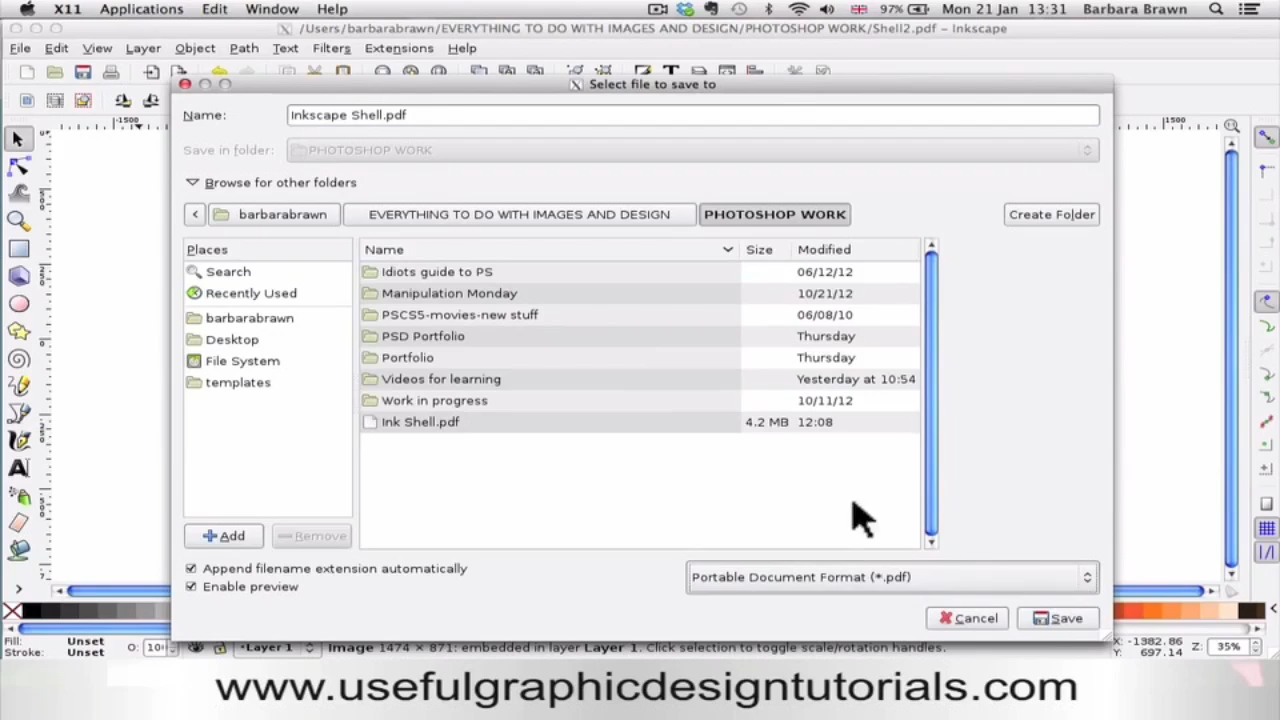 X11 Applications Edit Window Help 97% Mon 21 Jan 13:31 Barbara Brawn
/Users/barbarabrawn/EVERYTHING TO DO WITH IMAGES AND DESIGN/PHOTOSHOP WORK/Shell2.pdf - Inkscape
File Edit View Layer Object Path Text Filters Extensions Help
Select file to save to
Name: Inkscape Shell.pdf
-1500 1500
Save in folder: PHOTOSHOP WORK
Browse for other folders
barbarabrawn EVERYTHING TO DO WITH IMAGES AND DESIGN PHOTOSHOP WORK Create Folder
Places Name Size Modified
Search Idiots guide to PS 06/12/12
Recently Used Manipulation Monday 10/21/12
barbarabrawn PSCS5-movies-new stuff 06/08/10
Desktop PSD Portfolio Thursday
File System Portfolio Thursday
templates Videos for learning Yesterday at 10:54
Work in progress 10/11/12
Ink Shell.pdf 4.2 MB 12:08
Add Remove
Append filename extension automatically
Portable Document Format (*.pdf)
Enable preview
Cancel Save
Fill: Unset
Stroke: Unset
O: 10
Layer 1 Image 1474 × 871: embedded in layer Layer 1. Click selection to toggle scale/rotation handles.
X: -1382.86
Y: 697.14
Z: 35%
www.usefulgraphicdesigntutorials.com